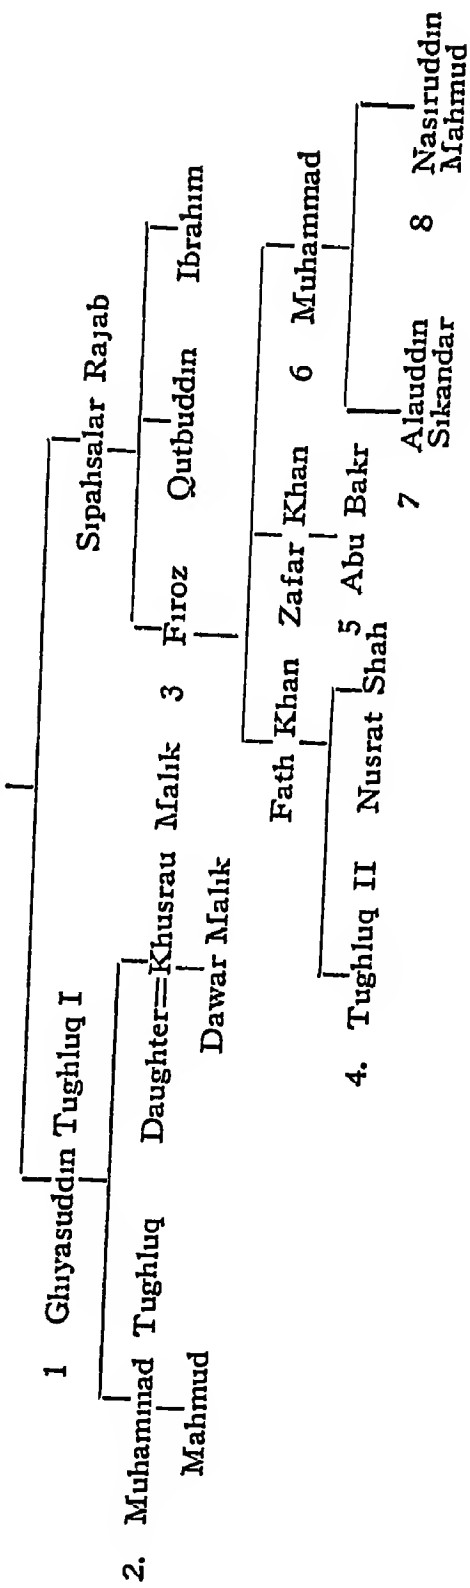 1 Ghiyasuddin Tughluq I
Sipahsalar Rajab
2. Muhammad Tughluq
Mahmud
Daughter=Khusrau Malik
Dawar Malik
3 Firoz
Qutbuddin
Ibrahim
Fath Khan
Zafar Khan
6 Muhammad
4. Tughluq II
Nusrat Shah
5 Abu Bakr
7 Alauddin
Sikandar
8 Nasiruddin
Mahmud